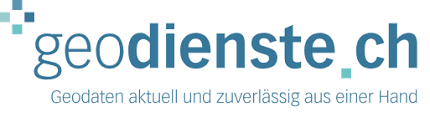 geodienste.ch
Geodaten aktuell und zuverlässig aus einer Hand